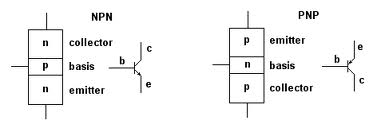 NPN
n collector
p basis
n emitter
b
c
e
PNP
p emitter
n basis
p collector
b
e
c